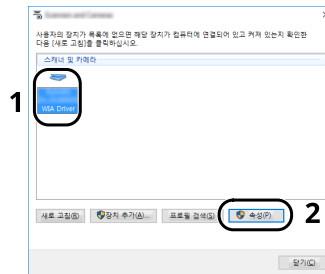 사용자의 장치가 목록에 없으면 해당 장치가 컴퓨터에 연결되어 있고 켜져 있는지 확인한
다음 [새로 고침]을 클릭하십시오.
스캐너 및 카메라
1
WIA Driver
새로 고침(R) 장치 추가(A)... 프로필 검색(S) 속성(P)
2
닫기(C)